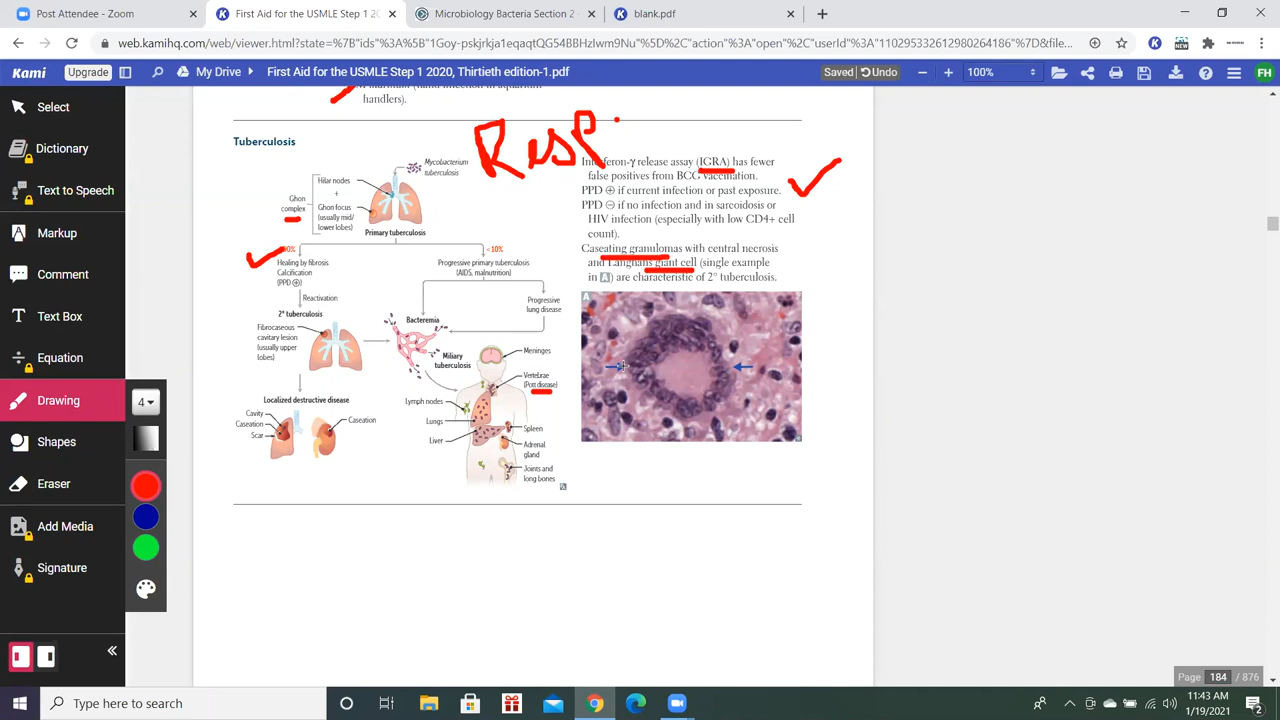 Post Attendee - Zoom
First Aid for the USMLE Step 1 2
Mycobacterium Bacteria Section 2 -
blank.pdf
web.kamihq.com/web/viewer.html?state=%7B"ids"%3A%5B"1Goy-pskjrkja1eqaqtQG54BBHzlwm9Nu"%5D%2C"action"%3A"open"%2C"userId"%3A"110295332612980264186"%7D&file...
Kami
Upgrade
First Aid for the USMLE Step 1 2020, Thirtieth edition-1.pdf
Saved
Undo
100%
FH
Select
Dictionary
Text to Speech
Markup
Comment
Text Box
Equation
Drawing
Shapes
Eraser
Add Media
Signature
4
handlers).
Tuberculosis
Resp
Mycobacterium
tuberculosis
Hilar nodes
+
Ghon focus
(usually mid/
lower lobes)
Ghon
complex
Primary tuberculosis
Healing by fibrosis
Calcification
(PPD ⊕)
<10%
Progressive primary tuberculosis
(AIDS, malnutrition)
Reactivation
2° tuberculosis
Progressive
lung disease
Fibrocaseous
cavitary lesion
(usually upper
lobes)
Bacteremia
Miliary
tuberculosis
Meninges
Vertebrae
(Pott disease)
Lymph nodes
Lungs
Liver
Spleen
Adrenal
gland
Joints and
long bones
Localized destructive disease
Cavity
Caseation
Scar
Caseation
Interferon-γ release assay (IGRA) has fewer
false positives from BCG vaccination.
PPD ⊕ if current infection or past exposure.
PPD ⊖ if no infection and in sarcoidosis or
HIV infection (especially with low CD4+ cell
count).
Caseating granulomas with central necrosis
and Langhans giant cell (single example
in A) are characteristic of 2° tuberculosis.
A
Page 184 / 876
Type here to search
11:43 AM
1/19/2021
2